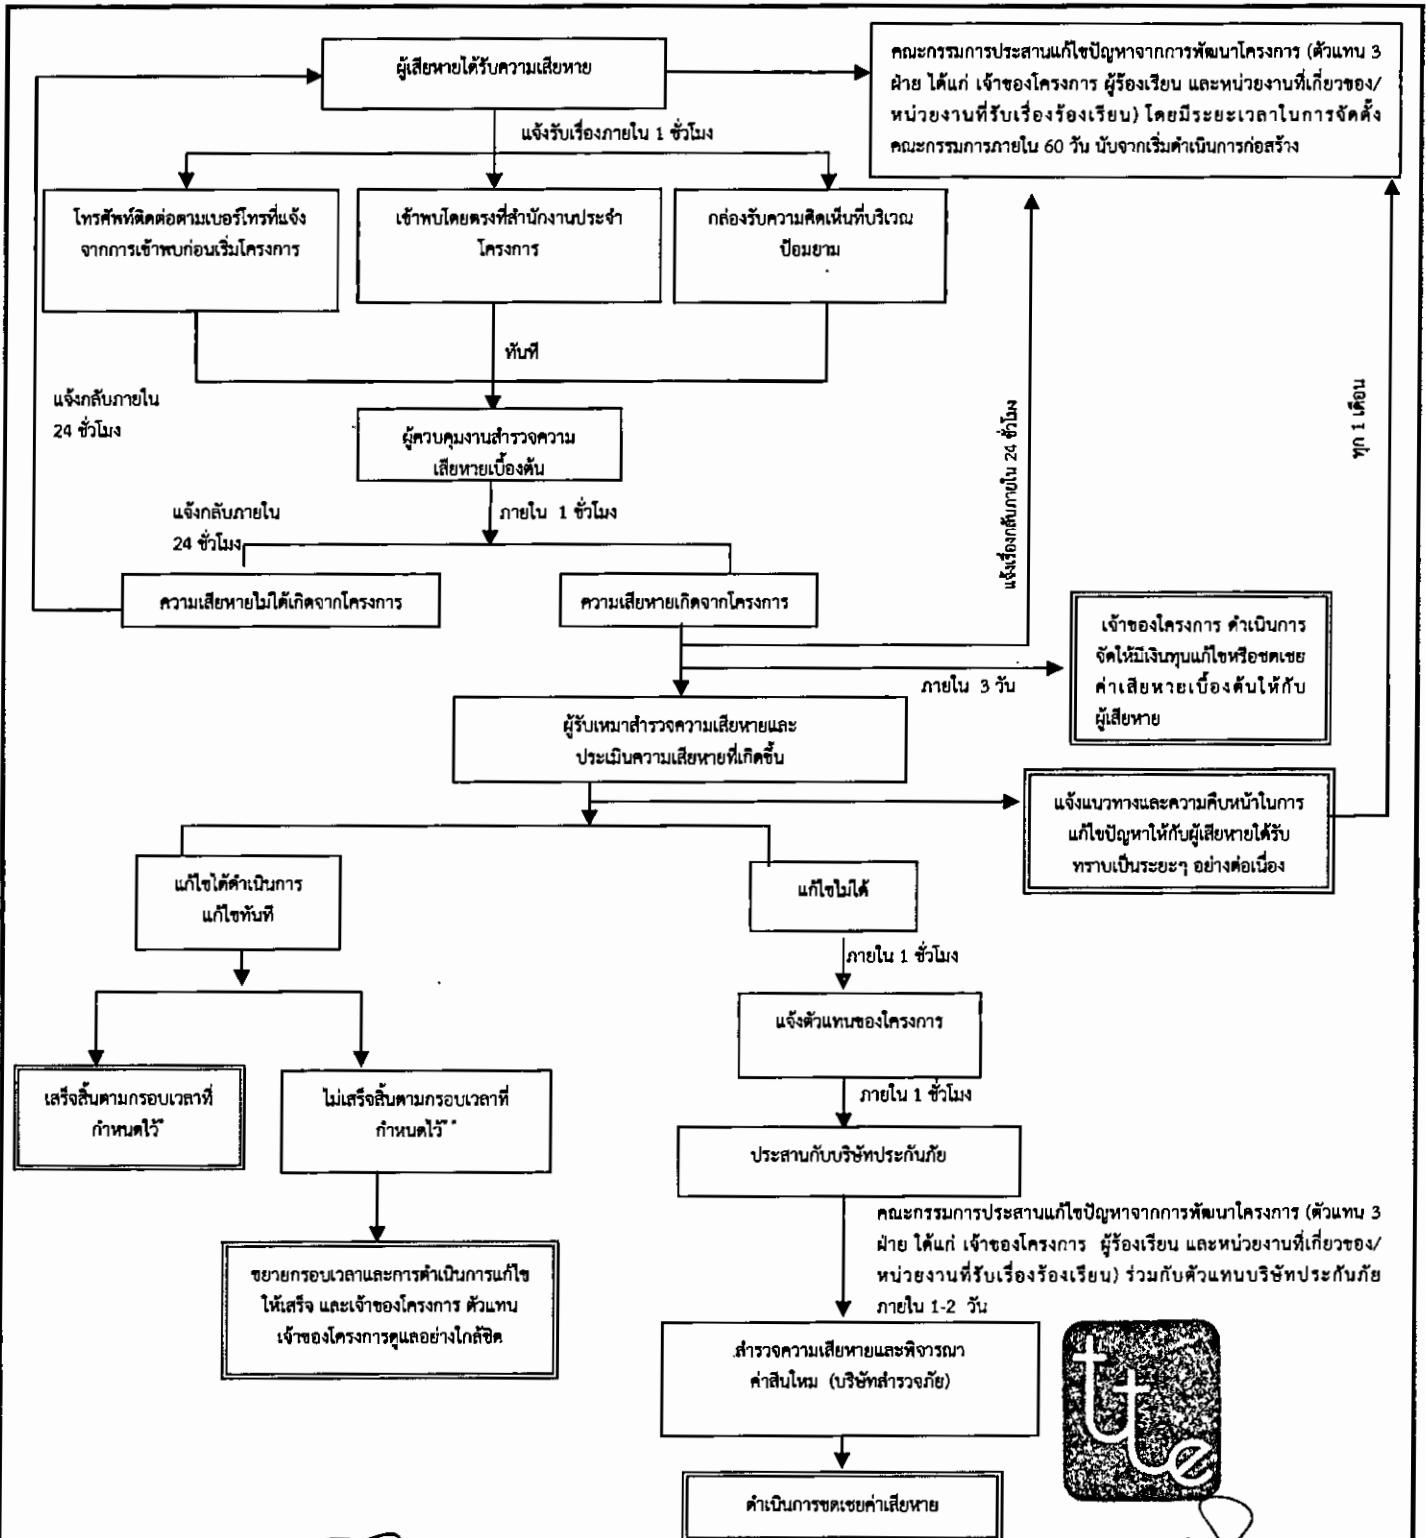 ผู้เสียหายได้รับความเสียหาย
คณะกรรมการประสานแก้ไขปัญหาจากการพัฒนาโครงการ (ตัวแทน 3
ฝ่าย ได้แก่ เจ้าของโครงการ ผู้ร้องเรียน และหน่วยงานที่เกี่ยวของ/
หน่วยงานที่รับเรื่องร้องเรียน) โดยมีระยะเวลาในการจัดตั้ง
คณะกรรมการภายใน 60 วัน นับจากเริ่มดำเนินการก่อสร้าง
แจ้งรับเรื่องภายใน 1 ชั่วโมง
โทรศัพท์ติดต่อตามเบอร์โทรที่แจ้ง
จากการเข้าพบก่อนเริ่มโครงการ
เข้าพบโดยตรงที่สำนักงานประจำ
โครงการ
กล่องรับความคิดเห็นที่บริเวณ
ป้อมยาม
ทันที
แจ้งกลับภายใน
24 ชั่วโมง
แจ้งเรื่องกลับภายใน 24 ชั่วโมง
ทุก 1 เดือน
ผู้ควบคุมงานสำรวจความ
เสียหายเบื้องต้น
แจ้งกลับภายใน
24 ชั่วโมง
ภายใน 1 ชั่วโมง
ความเสียหายไม่ได้เกิดจากโครงการ
ความเสียหายเกิดจากโครงการ
เจ้าของโครงการ ดำเนินการ
จัดให้มีเงินทุนแก้ไขหรือชดเชย
ค่าเสียหายเบื้องต้นให้กับ
ผู้เสียหาย
ภายใน 3 วัน
ผู้รับเหมาสำรวจความเสียหายและ
ประเมินความเสียหายที่เกิดขึ้น
แจ้งแนวทางและความคืบหน้าในการ
แก้ไขปัญหาให้กับผู้เสียหายได้รับ
ทราบเป็นระยะๆ อย่างต่อเนื่อง
แก้ไขได้ดำเนินการ
แก้ไขทันที
แก้ไขไม่ได้
ภายใน 1 ชั่วโมง
แจ้งตัวแทนของโครงการ
เสร็จสิ้นตามกรอบเวลาที่
กำหนดไว้*
ไม่เสร็จสิ้นตามกรอบเวลาที่
กำหนดไว้**
ภายใน 1 ชั่วโมง
ประสานกับบริษัทประกันภัย
คณะกรรมการประสานแก้ไขปัญหาจากการพัฒนาโครงการ (ตัวแทน 3
ฝ่าย ได้แก่ เจ้าของโครงการ ผู้ร้องเรียน และหน่วยงานที่เกี่ยวของ/
หน่วยงานที่รับเรื่องร้องเรียน) ร่วมกับตัวแทนบริษัทประกันภัย
ภายใน 1-2 วัน
ขยายกรอบเวลาและการดำเนินการแก้ไข
ให้เสร็จ และเจ้าของโครงการ ตัวแทน
เจ้าของโครงการดูแลอย่างใกล้ชิด
สำรวจความเสียหายและพิจารณา
ค่าสินไหม (บริษัทสำรวจภัย)
ดำเนินการชดเชยค่าเสียหาย